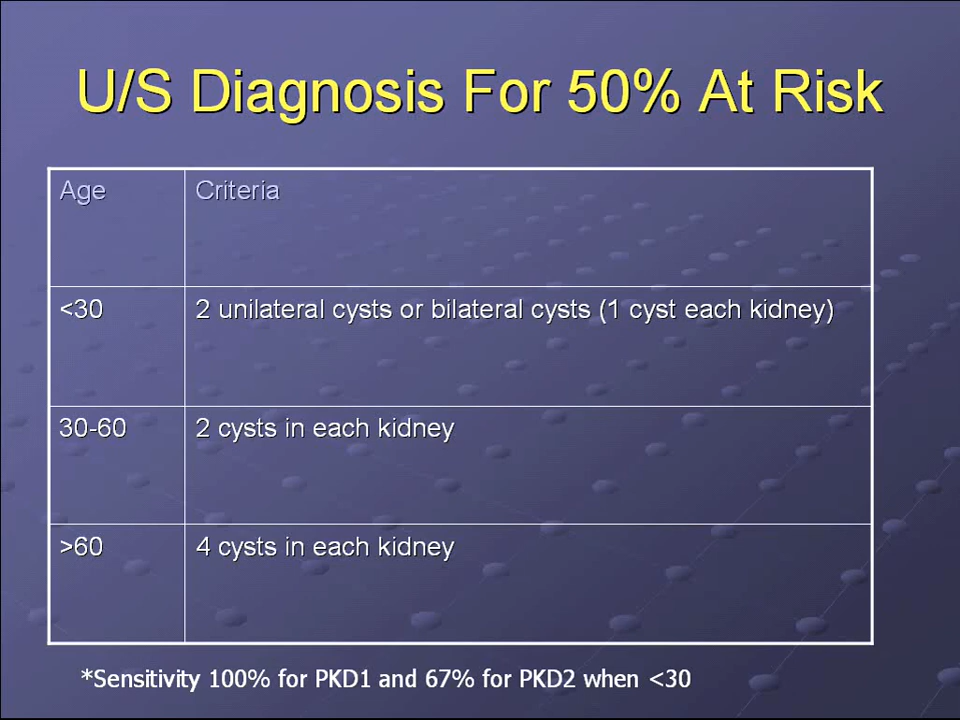 U/S Diagnosis For 50% At Risk
Age Criteria
<30 2 unilateral cysts or bilateral cysts (1 cyst each kidney)
30-60 2 cysts in each kidney
>60 4 cysts in each kidney
*Sensitivity 100% for PKD1 and 67% for PKD2 when <30